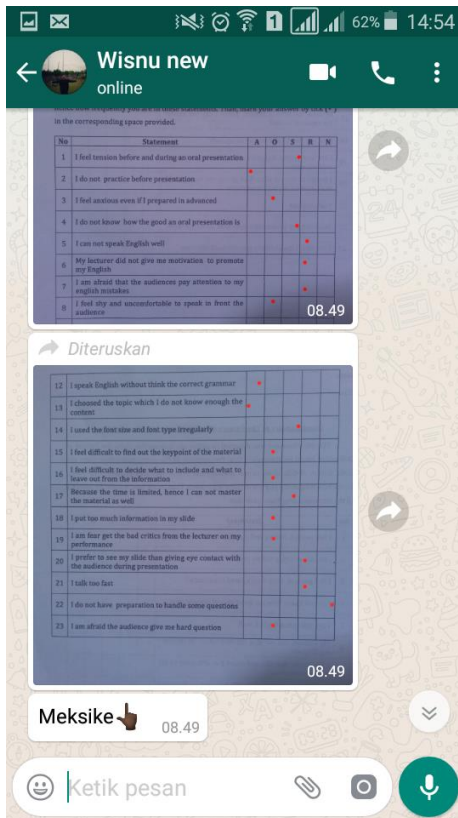 62% 14:54
Wisnu new
online
in the corresponding space provided.
No Statement A O S R N
1 I feel tension before and during an oral presentation
2 I do not practice before presentation
3 I feel anxious even if I prepared in advanced
4 I do not know how the good an oral presentation is
5 I can not speak English well
6 My lecturer did not give me motivation to promote
my English
7 I am afraid that the audiences pay attention to my
english mistakes
8 I feel shy and uncomfortable to speak in front the
audience
08.49
Diteruskan
12 I speak English without think the correct grammar
13 I choosed the topic which I do not know enough the
content
14 I used the font size and font type irregularly
15 I feel difficult to find out the keypoint of the material
16 I feel difficult to decide what to include and what to
leave out from the information
17 Because the time is limited, hence I can not master
the material as well
18 I put too much information in my slide
19 I am fear get the bad critics from the lecturer on my
performance
20 I prefer to see my slide than giving eye contact with
the audience during presentation
21 I talk too fast
22 I do not have preparation to handle some questions
23 I am afraid the audience give me hard question
08.49
Meksike
08.49
Ketik pesan